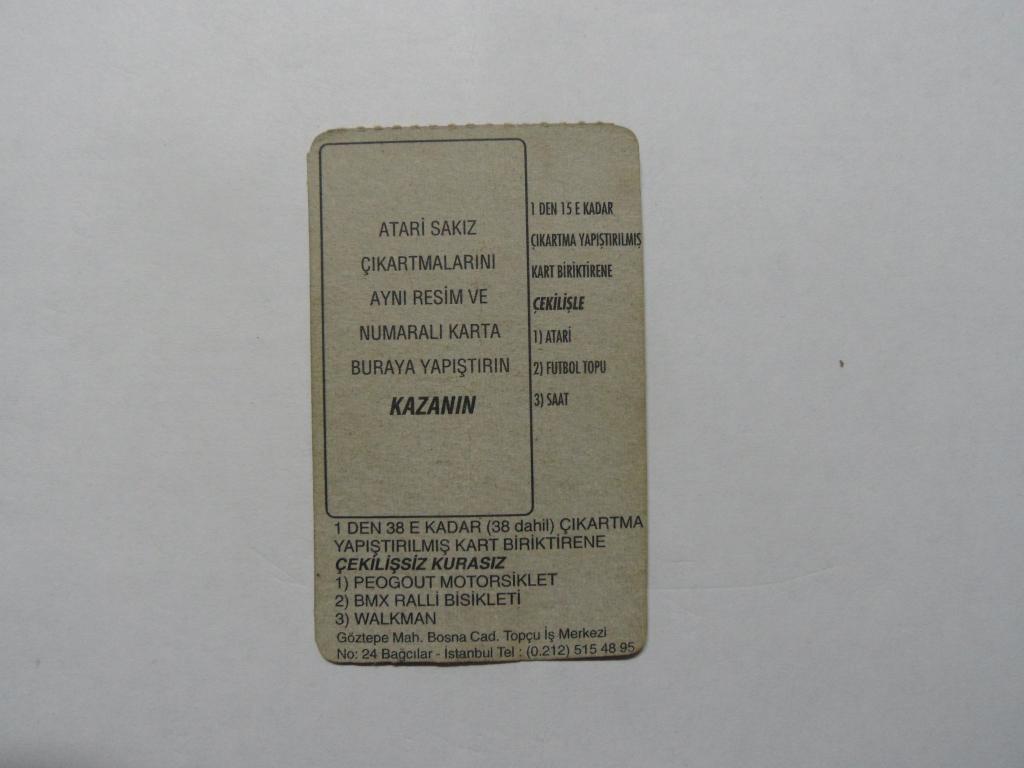 ATARİ SAKIZ
ÇIKARTMALARINI
AYNI RESİM VE
NUMARALI KARTA
BURAYA YAPIŞTIRIN
KAZANIN
1 DEN 15 E KADAR
ÇIKARTMA YAPIŞTIRILMIŞ
KART BİRİKTİRENE
ÇEKİLİŞLE
1) ATARİ
2) FUTBOL TOPU
3) SAAT
1 DEN 38 E KADAR (38 dahil) ÇIKARTMA
YAPIŞTIRILMIŞ KART BİRİKTİRENE
ÇEKİLİŞSİZ KURASIZ
1) PEOGOUT MOTORSİKLET
2) BMX RALLİ BİSİKLETİ
3) WALKMAN
Göztepe Mah. Bosna Cad. Topçu İş Merkezi
No: 24 Bağcılar - İstanbul Tel : (0.212) 515 48 95